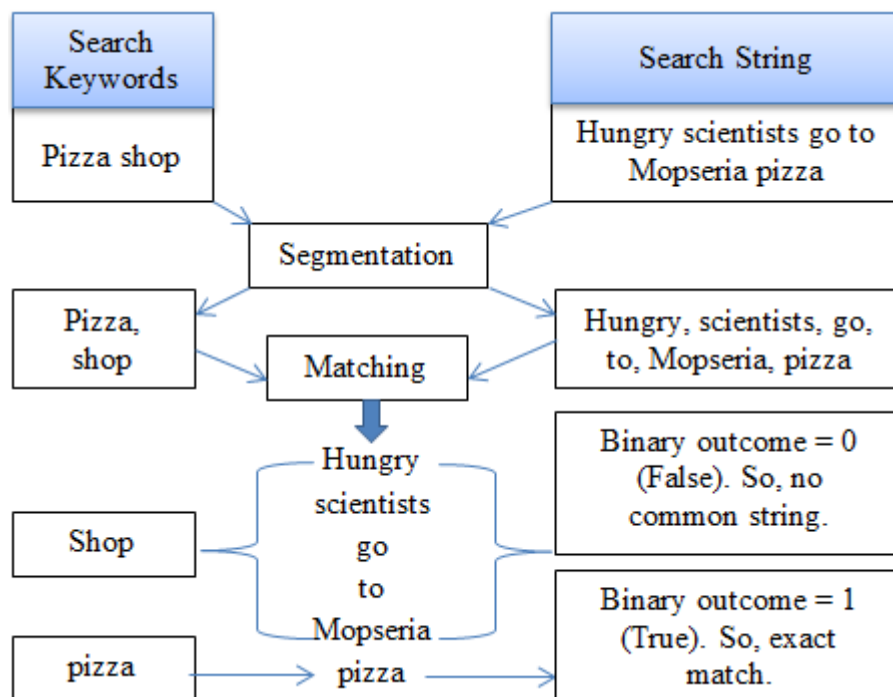 Search
Keywords
Search String
Pizza shop
Hungry scientists go to
Mopseria pizza
Segmentation
Pizza,
shop
Hungry, scientists, go,
to, Mopseria, pizza
Matching
Shop
Hungry
scientists
go
to
Mopseria
Binary outcome = 0
(False). So, no
common string.
pizza
pizza
Binary outcome = 1
(True). So, exact
match.